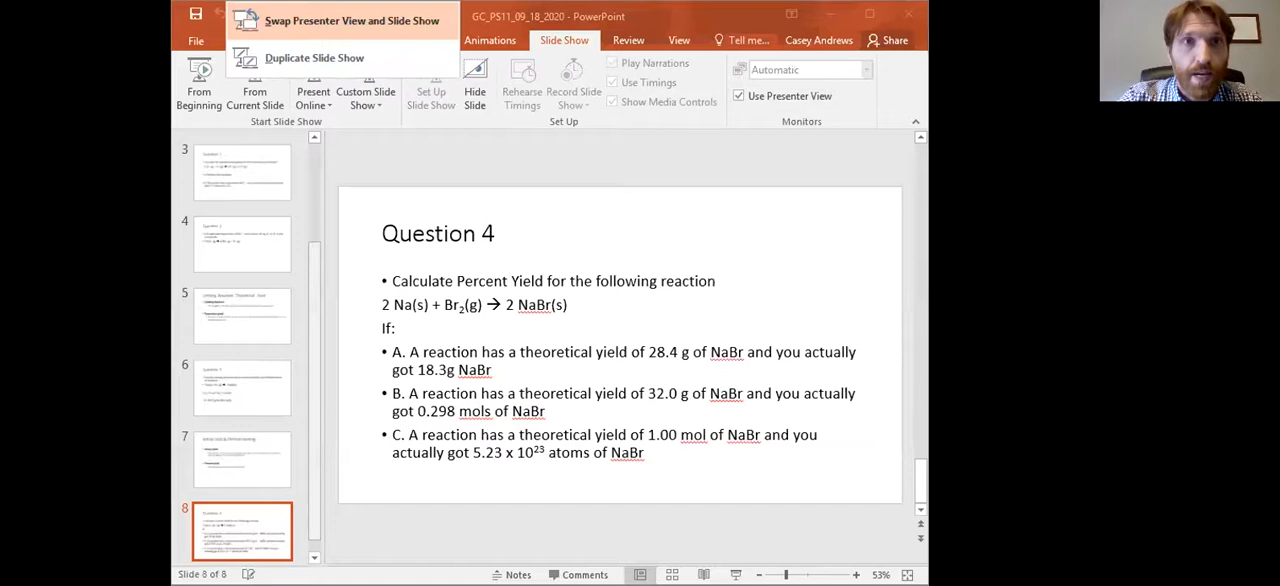 Swap Presenter View and Slide Show
Duplicate Slide Show
GC_PS11_09_18_2020 - PowerPoint
File
Animations
Slide Show
Review
View
Tell me...
Casey Andrews
Share
From Beginning
From Current Slide
Present Online
Custom Slide Show
Set Up Slide Show
Hide Slide
Rehearse Timings
Record Slide Show
Play Narrations
Use Timings
Show Media Controls
Automatic
Use Presenter View
Start Slide Show
Set Up
Monitors
3
4
5
6
7
8
Question 4
• Calculate Percent Yield for the following reaction
2 Na(s) + Br₂(g) → 2 NaBr(s)
If:
• A. A reaction has a theoretical yield of 28.4 g of NaBr and you actually
got 18.3g NaBr
• B. A reaction has a theoretical yield of 32.0 g of NaBr and you actually
got 0.298 mols of NaBr
• C. A reaction has a theoretical yield of 1.00 mol of NaBr and you
actually got 5.23 x 10²³ atoms of NaBr
Slide 8 of 8
Notes
Comments
53%